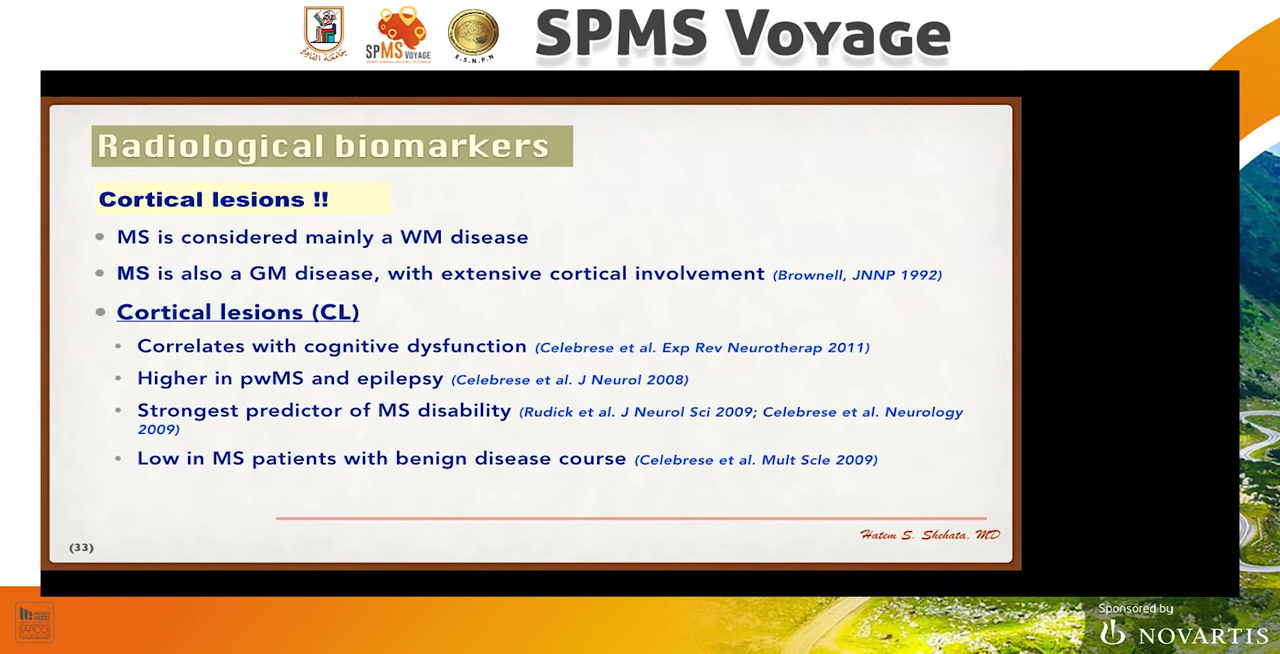 SPMS Voyage
SPMS VOYAGE
E.S.N.P.N
Radiological biomarkers
Cortical lesions !!
MS is considered mainly a WM disease
MS is also a GM disease, with extensive cortical involvement (Brownell, JNNP 1992)
Cortical lesions (CL)
Correlates with cognitive dysfunction (Celebrese et al. Exp Rev Neurotherap 2011)
Higher in pwMS and epilepsy (Celebrese et al. J Neurol 2008)
Strongest predictor of MS disability (Rudick et al. J Neurol Sci 2009; Celebrese et al. Neurology
2009)
Low in MS patients with benign disease course (Celebrese et al. Mult Scle 2009)
Hatem S. Shehata, MD
(33)
Sponsored by
NOVARTIS